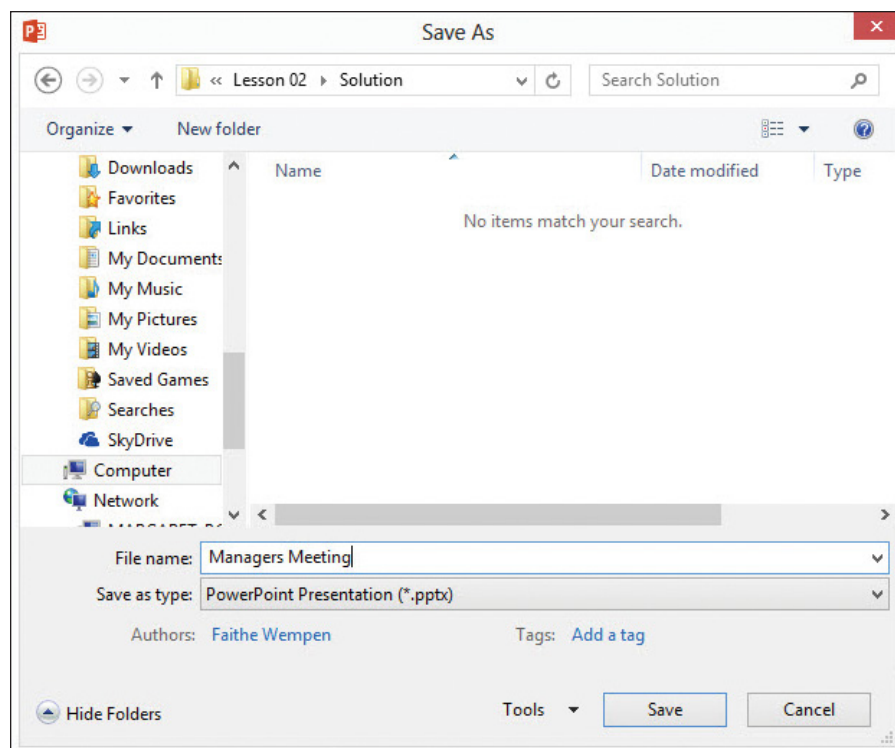 Save As
« Lesson 02 Solution
Search Solution
Organize
New folder
Name
Date modified
Type
No items match your search.
Downloads
Favorites
Links
My Documents
My Music
My Pictures
My Videos
Saved Games
Searches
SkyDrive
Computer
Network
File name: Managers Meeting
Save as type: PowerPoint Presentation (*.pptx)
Authors: Faithe Wempen
Tags: Add a tag
Hide Folders
Tools
Save
Cancel